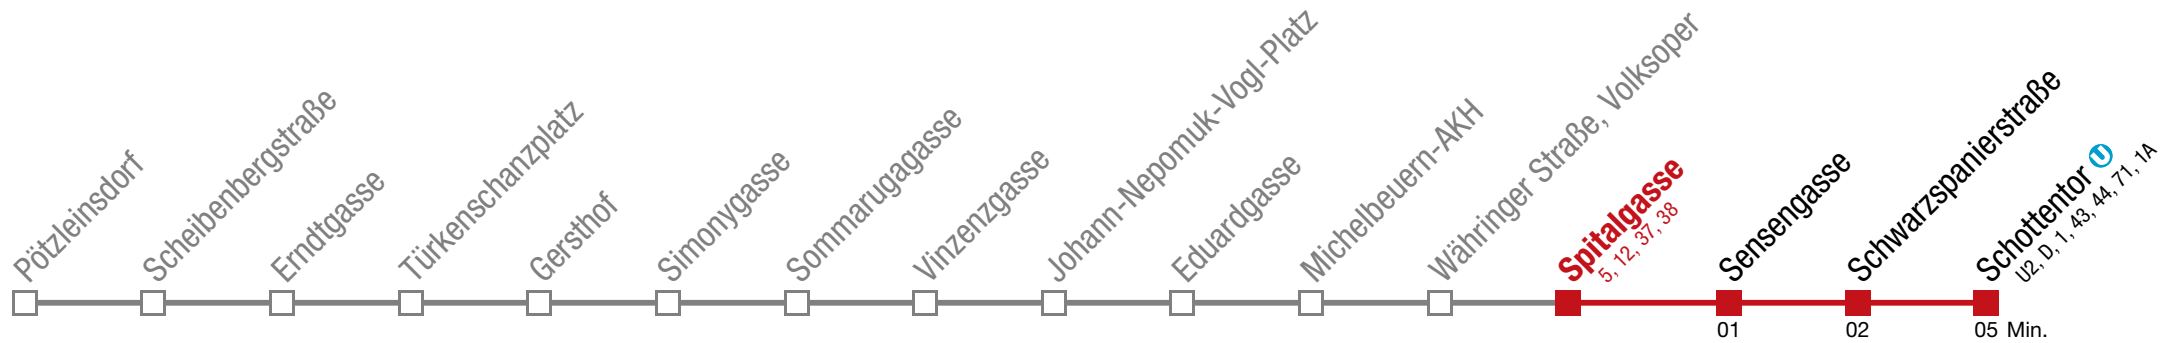 Pötzleinsdorf
Scheibenbergstraße
Erndtgasse
Türkenschanzplatz
Gersthof
Simonygasse
Sommarugagasse
Vinzenzgasse
Johann-Nepomuk-Vogl-Platz
Eduardgasse
Michelbeuern-AKH
Währinger Straße, Volksoper
Spitalgasse
5, 12, 37, 38
Sensengasse
Schwarzspanierstraße
Schottentor U
U2, D, 1, 43, 44, 71, 1A
01
02
05 Min.